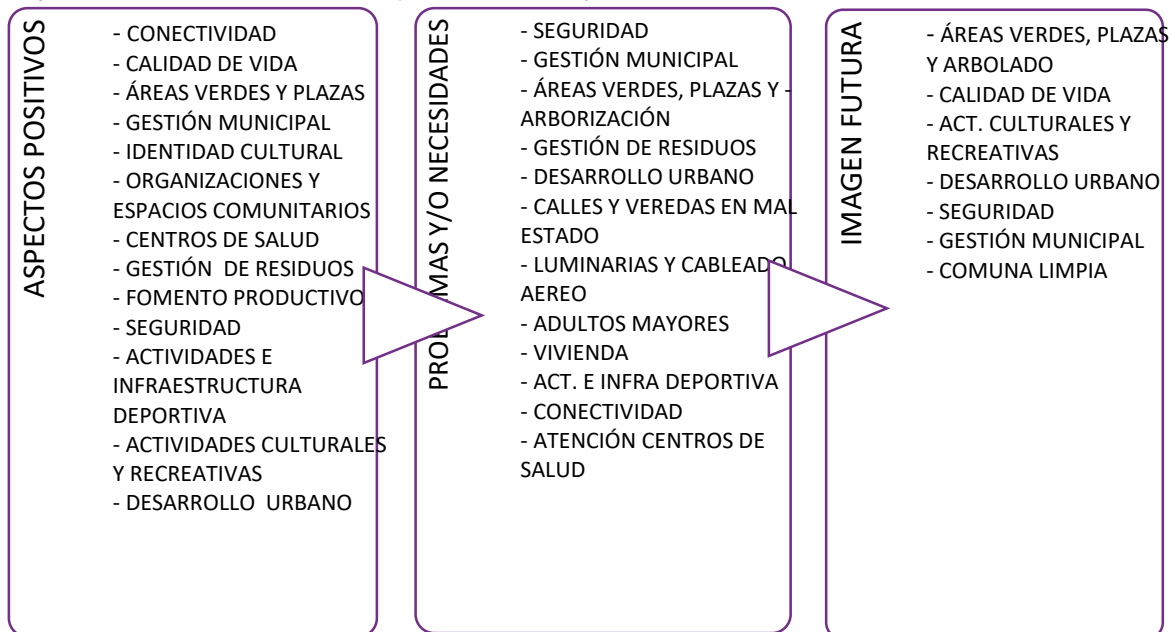 ASPECTOS POSITIVOS
- CONECTIVIDAD
- CALIDAD DE VIDA
- ÁREAS VERDES Y PLAZAS
- GESTIÓN MUNICIPAL
- IDENTIDAD CULTURAL
- ORGANIZACIONES Y
ESPACIOS COMUNITARIOS
- CENTROS DE SALUD
- GESTIÓN DE RESIDUOS
- FOMENTO PRODUCTIVO
- SEGURIDAD
- ACTIVIDADES E
INFRAESTRUCTURA
DEPORTIVA
- ACTIVIDADES CULTURALES
Y RECREATIVAS
- DESARROLLO URBANO
MAS Y/O NECESIDADES
- SEGURIDAD
- GESTIÓN MUNICIPAL
- ÁREAS VERDES, PLAZAS Y -
ARBORIZACIÓN
- GESTIÓN DE RESIDUOS
- DESARROLLO URBANO
- CALLES Y VEREDAS EN MAL
ESTADO
- LUMINARIAS Y CABLEADO
AEREO
- ADULTOS MAYORES
- VIVIENDA
- ACT. E INFRA DEPORTIVA
- CONECTIVIDAD
- ATENCIÓN CENTROS DE
SALUD
IMAGEN FUTURA
- ÁREAS VERDES, PLAZAS
Y ARBOLADO
- CALIDAD DE VIDA
- ACT. CULTURALES Y
RECREATIVAS
- DESARROLLO URBANO
- SEGURIDAD
- GESTIÓN MUNICIPAL
- COMUNA LIMPIA